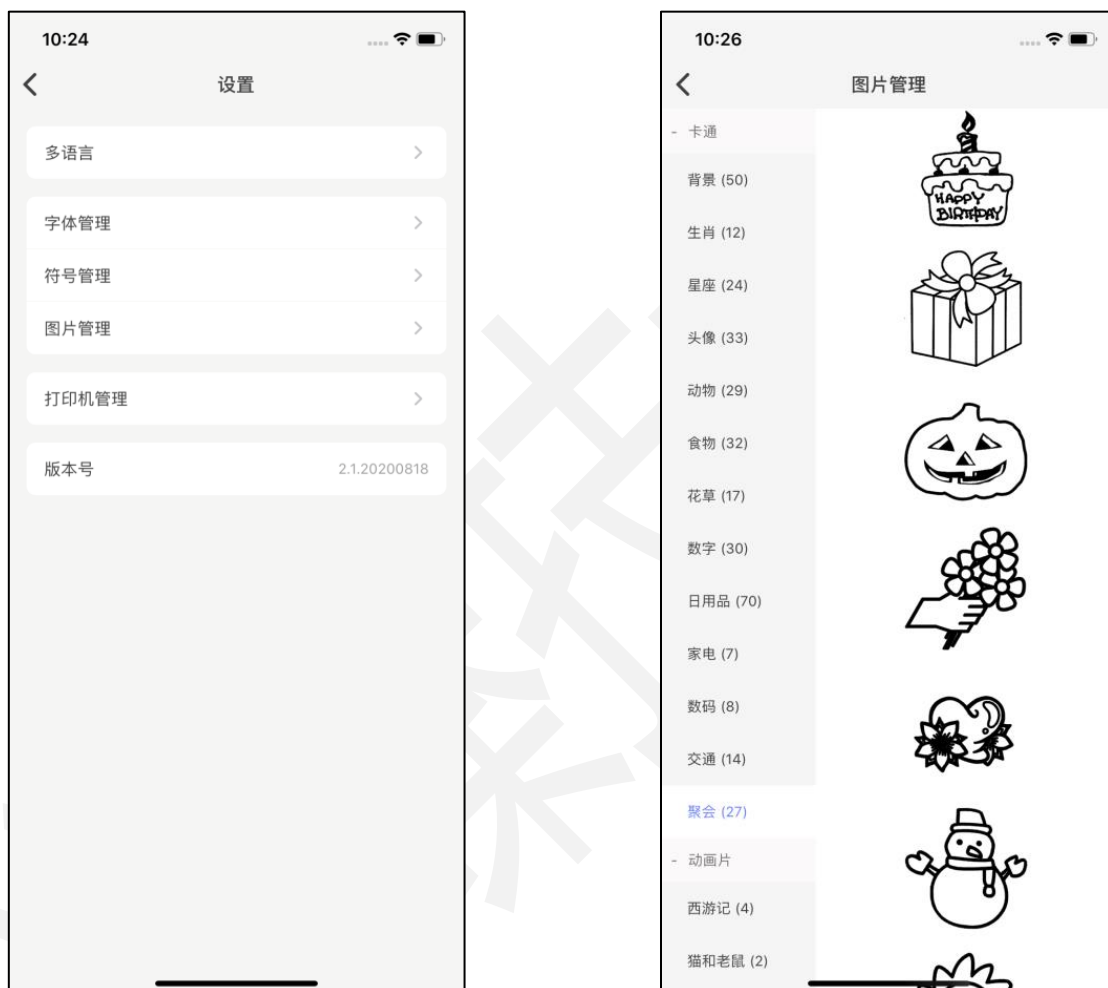 10:24
设置
多语言
字体管理
符号管理
图片管理
打印机管理
版本号 2.1.20200818
10:26
图片管理
- 卡通
背景 (50)
生肖 (12)
星座 (24)
头像 (33)
动物 (29)
食物 (32)
花草 (17)
数字 (30)
日用品 (70)
家电 (7)
数码 (8)
交通 (14)
聚会 (27)
- 动画片
西游记 (4)
猫和老鼠 (2)
HAPPY
BIRTHDAY